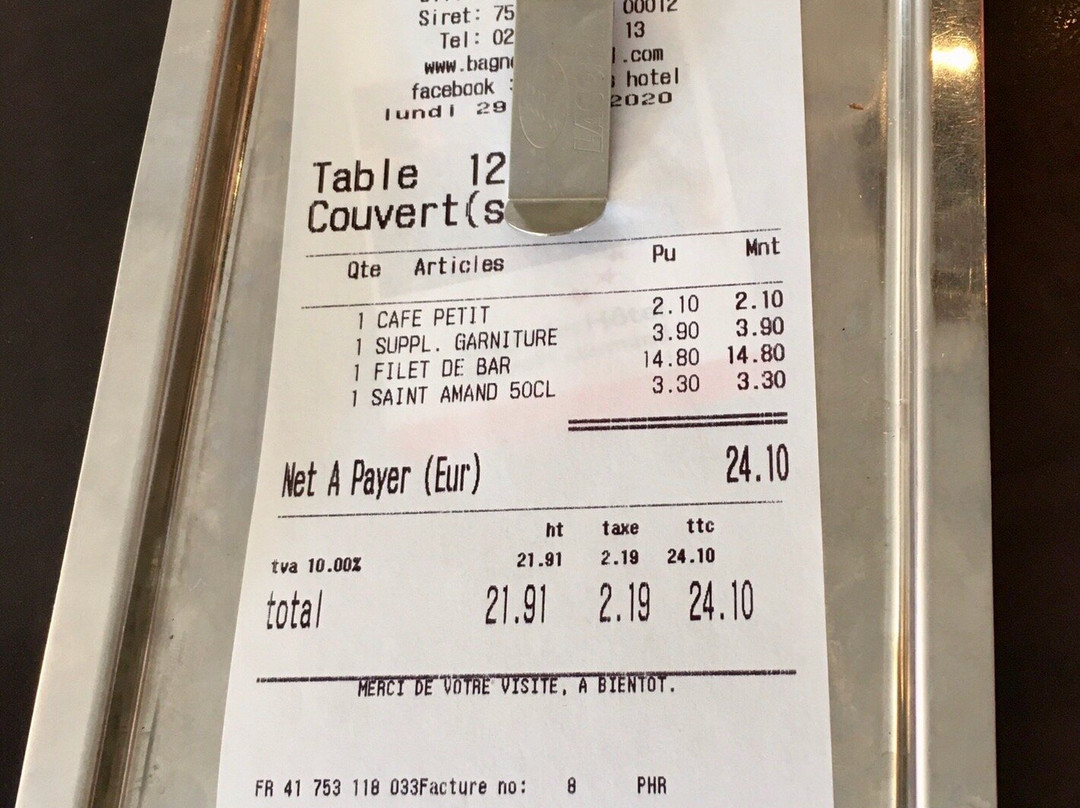 Siret: 75 00012
Tel: 02 13
www.bagn .com
facebook : hotel
lundi 29 2020
Table 12
Couvert(s
Qte Articles Pu Mnt
1 CAFE PETIT 2.10 2.10
1 SUPPL. GARNITURE 3.90 3.90
1 FILET DE BAR 14.80 14.80
1 SAINT AMAND 50CL 3.30 3.30
Net A Payer (Eur) 24.10
ht taxe ttc
tva 10.00% 21.91 2.19 24.10
total 21.91 2.19 24.10
MERCI DE VOTRE VISITE, A BIENTOT.
FR 41 753 118 033Facture no: 8 PHR